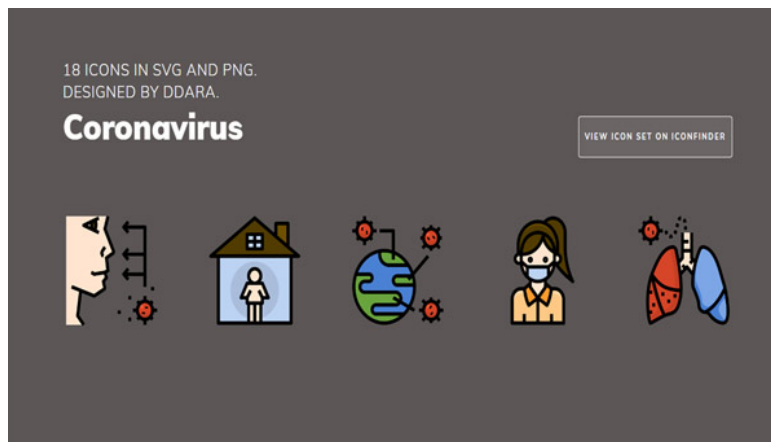 18 ICONS IN SVG AND PNG.
DESIGNED BY DDARA.
Coronavirus
VIEW ICON SET ON ICONFINDER